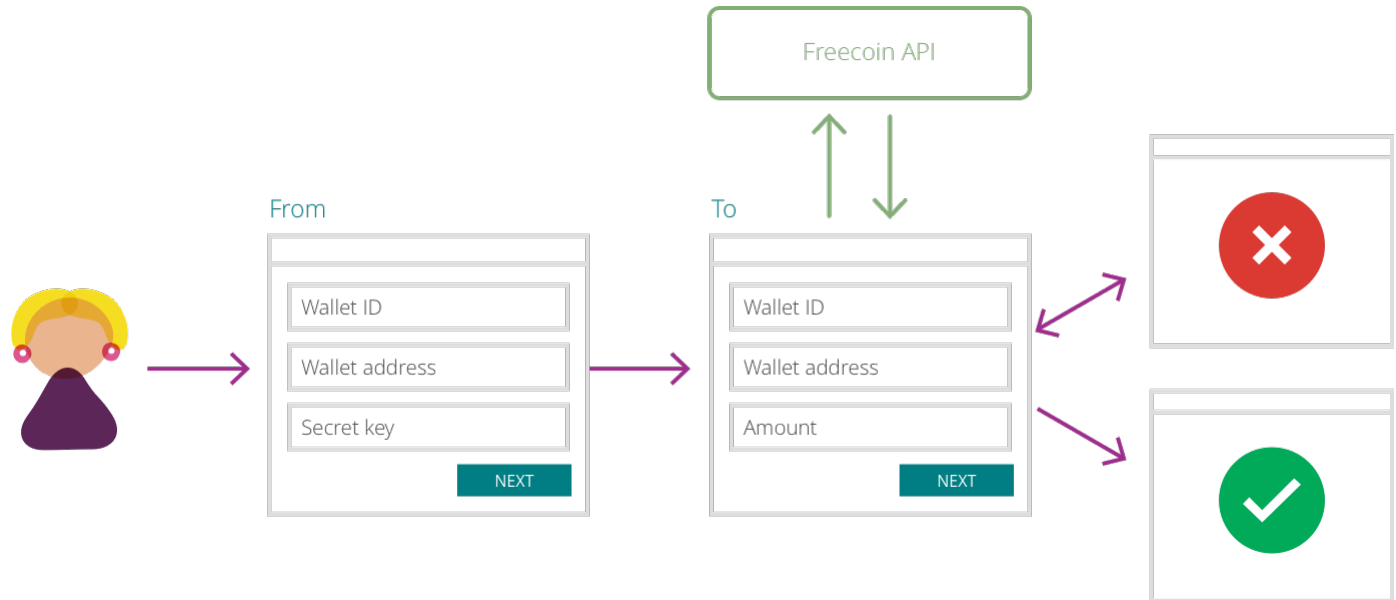 Freecoin API
From
Wallet ID
Wallet address
Secret key
NEXT
To
Wallet ID
Wallet address
Amount
NEXT